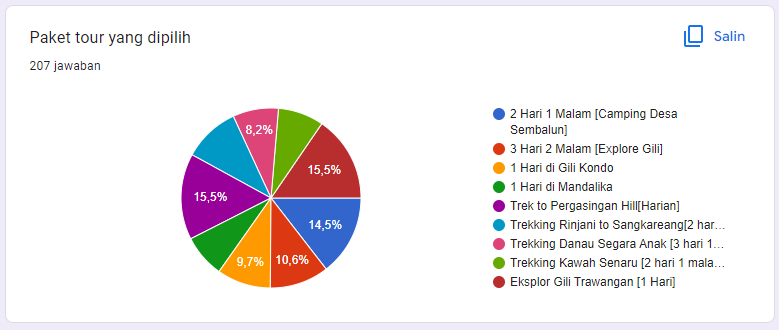 Paket tour yang dipilih
Salin
207 jawaban
8,2%
15,5%
15,5%
14,5%
9,7%
10,6%
2 Hari 1 Malam [Camping Desa
Sembalun]
3 Hari 2 Malam [Explore Gili]
1 Hari di Gili Kondo
1 Hari di Mandalika
Trek to Pergasingan Hill[Harian]
Trekking Rinjani to Sangkareang[2 har…
Trekking Danau Segara Anak [3 hari 1…
Trekking Kawah Senaru [2 hari 1 mala…
Eksplor Gili Trawangan [1 Hari]